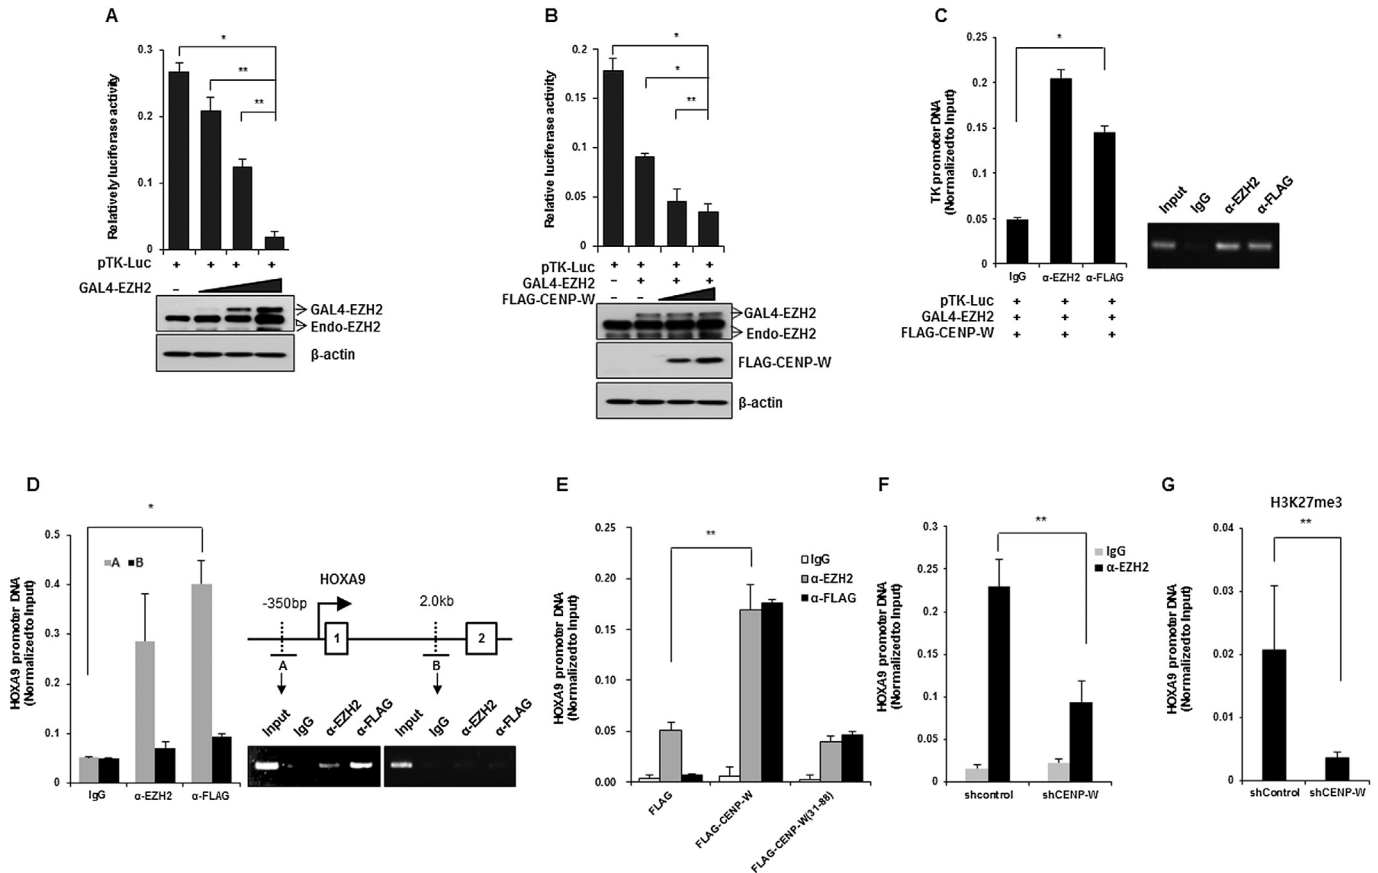 A
Relatively luciferase activity
0.3
0.2
0.1
0
*
**
**
pTK-Luc + + + +
GAL4-EZH2 –
GAL4-EZH2
Endo-EZH2
β-actin
B
Relative luciferase activity
0.2
0.15
0.1
0.05
0
*
*
**
pTK-Luc + + + +
GAL4-EZH2 – + + +
FLAG-CENP-W – –
GAL4-EZH2
Endo-EZH2
FLAG-CENP-W
β-actin
C
TK promoter DNA
(Normalized to Input)
0.25
0.2
0.15
0.1
0.05
0
*
IgG α-EZH2 α-FLAG
pTK-Luc + + +
GAL4-EZH2 + + +
FLAG-CENP-W + + +
Input IgG α-EZH2 α-FLAG
D
HOXA9 promoter DNA
(Normalized to Input)
0.5
0.4
0.3
0.2
0.1
0
*
A B
IgG α-EZH2 α-FLAG
HOXA9
-350bp 2.0kb
1 2
A B
Input IgG α-EZH2 α-FLAG Input IgG α-EZH2 α-FLAG
E
HOXA9 promoter DNA
(Normalized to Input)
0.25
0.20
0.15
0.10
0.05
0.00
**
IgG
α-EZH2
α-FLAG
FLAG FLAG-CENP-W FLAG-CENP-W(31-88)
F
HOXA9 promoter DNA
(Normalized to Input)
0.3
0.25
0.2
0.15
0.1
0.05
0
**
IgG
α-EZH2
shcontrol shCENP-W
G
H3K27me3
HOXA9 promoter DNA
(Normalized to Input)
0.04
0.03
0.02
0.01
0
**
shControl shCENP-W